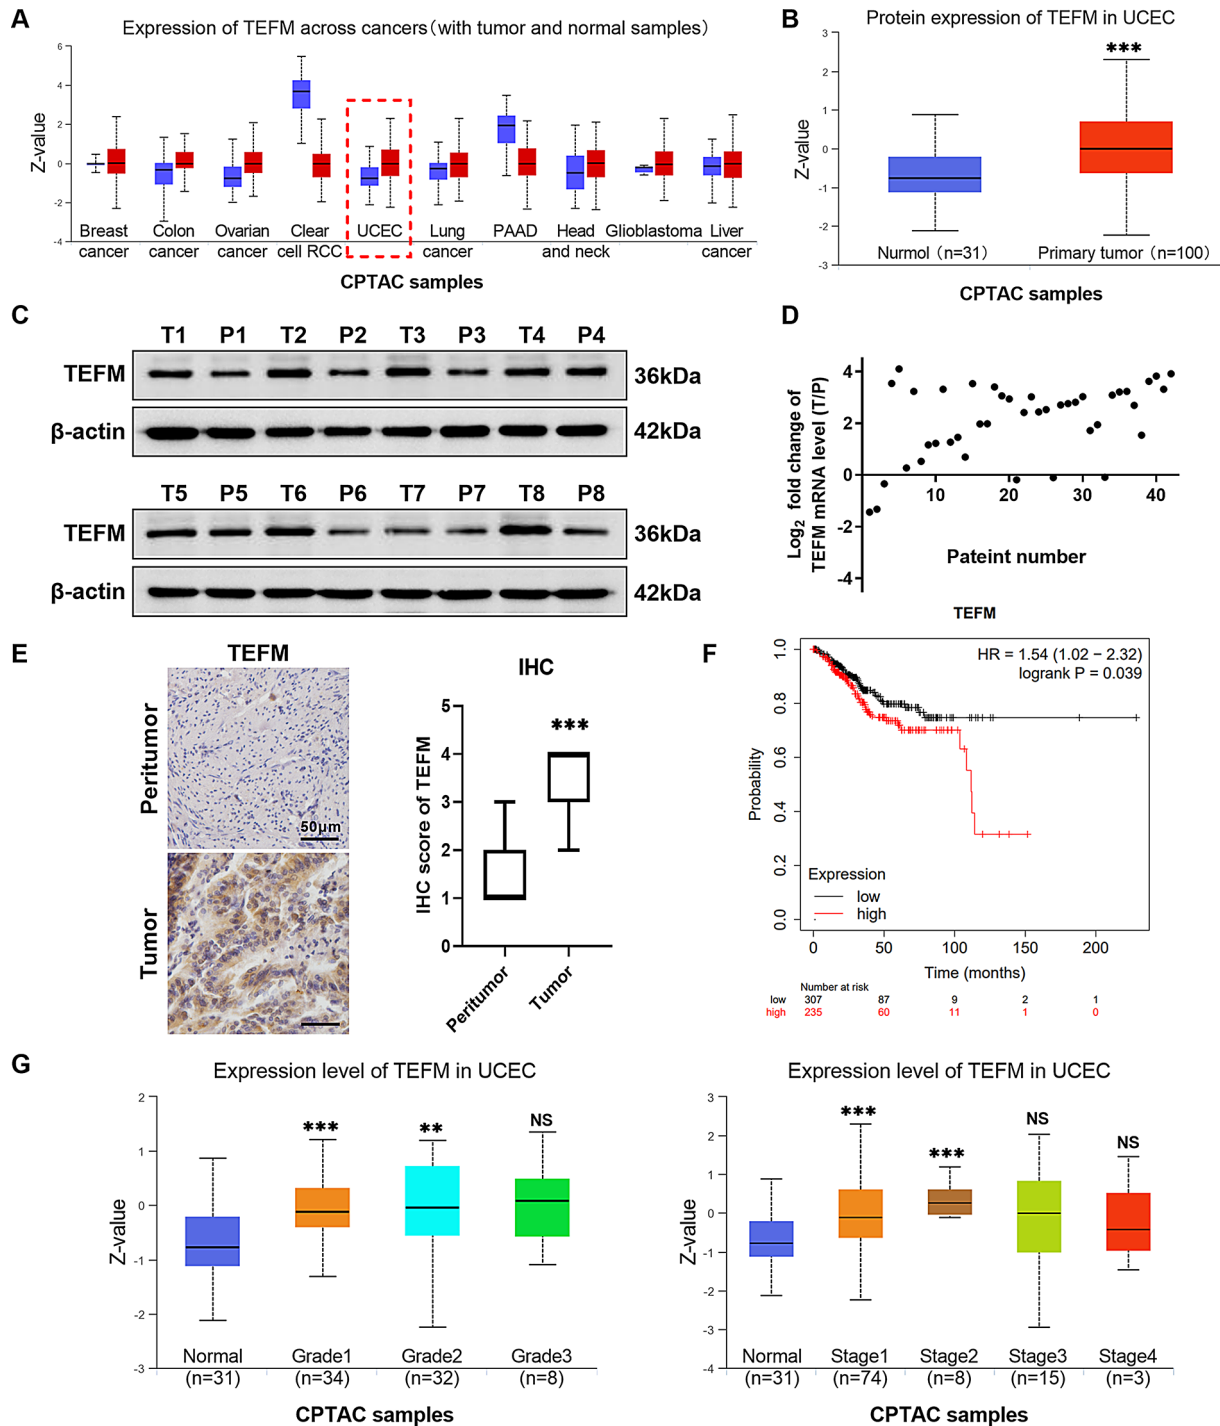 A
Expression of TEFM across cancers(with tumor and normal samples)
Z-value
6
4
2
0
-2
-4
Breast cancer
Colon cancer
Ovarian cancer
Clear cell RCC
UCEC
Lung cancer
PAAD
Head and neck
Glioblastoma
Liver cancer
CPTAC samples
B
Protein expression of TEFM in UCEC
Z-value
3
2
1
0
-1
-2
-3
***
Nurmol (n=31)
Primary tumor (n=100)
CPTAC samples
C
T1 P1 T2 P2 T3 P3 T4 P4
TEFM 36kDa
β-actin 42kDa
T5 P5 T6 P6 T7 P7 T8 P8
TEFM 36kDa
β-actin 42kDa
D
Log2 fold change of
TEFM mRNA level (T/P)
4
2
0
-2
-4
10 20 30 40
Pateint number
E
TEFM
Peritumor
50μm
Tumor
IHC
IHC score of TEFM
5
4
3
2
1
0
***
Peritumor
Tumor
F
TEFM
HR = 1.54 (1.02 − 2.32)
logrank P = 0.039
Probability
1.0
0.8
0.6
0.4
0.2
0.0
Expression
low
high
0 50 100 150 200
Time (months)
Number at risk
low 307 87 9 2 1
high 235 60 11 1 0
G
Expression level of TEFM in UCEC
Z-value
2
1
0
-1
-2
-3
*** ** NS
Normal Grade1 Grade2 Grade3
(n=31) (n=34) (n=32) (n=8)
CPTAC samples
Expression level of TEFM in UCEC
Z-value
3
2
1
0
-1
-2
-3
-4
*** *** NS NS
Normal Stage1 Stage2 Stage3 Stage4
(n=31) (n=74) (n=8) (n=15) (n=3)
CPTAC samples